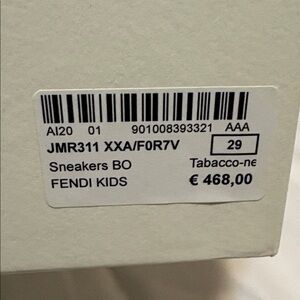 AI20 01 901008393321 AAA
JMR311 XXA/F0R7V 29
Sneakers BO Tabacco-ne
FENDI KIDS € 468,00